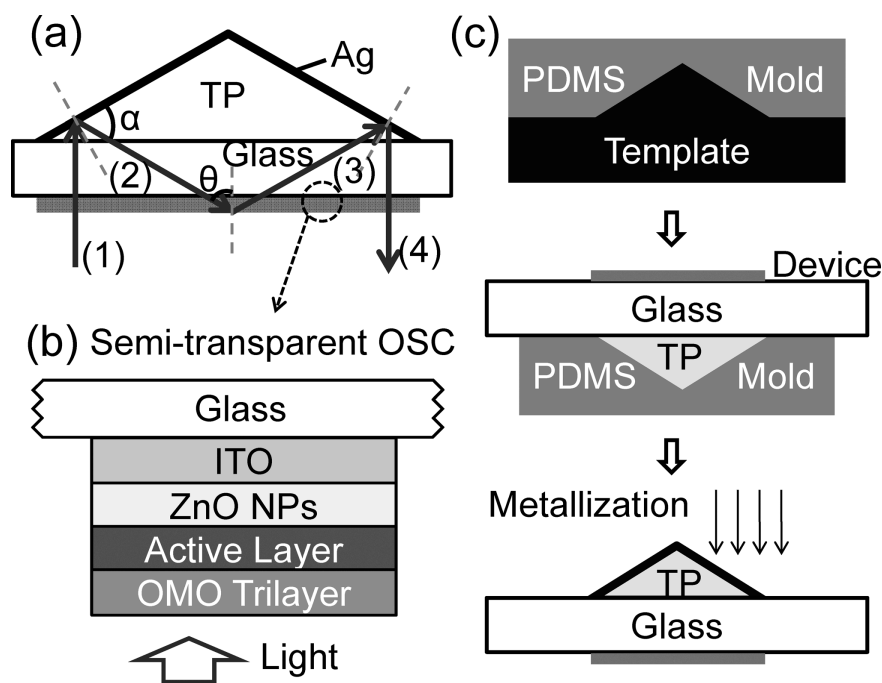 (a)
Ag
TP
α
Glass
(2)
θ
(3)
(1)
(4)
(b) Semi-transparent OSC
Glass
ITO
ZnO NPs
Active Layer
OMO Trilayer
Light
(c)
PDMS Mold
Template
Device
Glass
TP
PDMS Mold
Metallization
TP
Glass